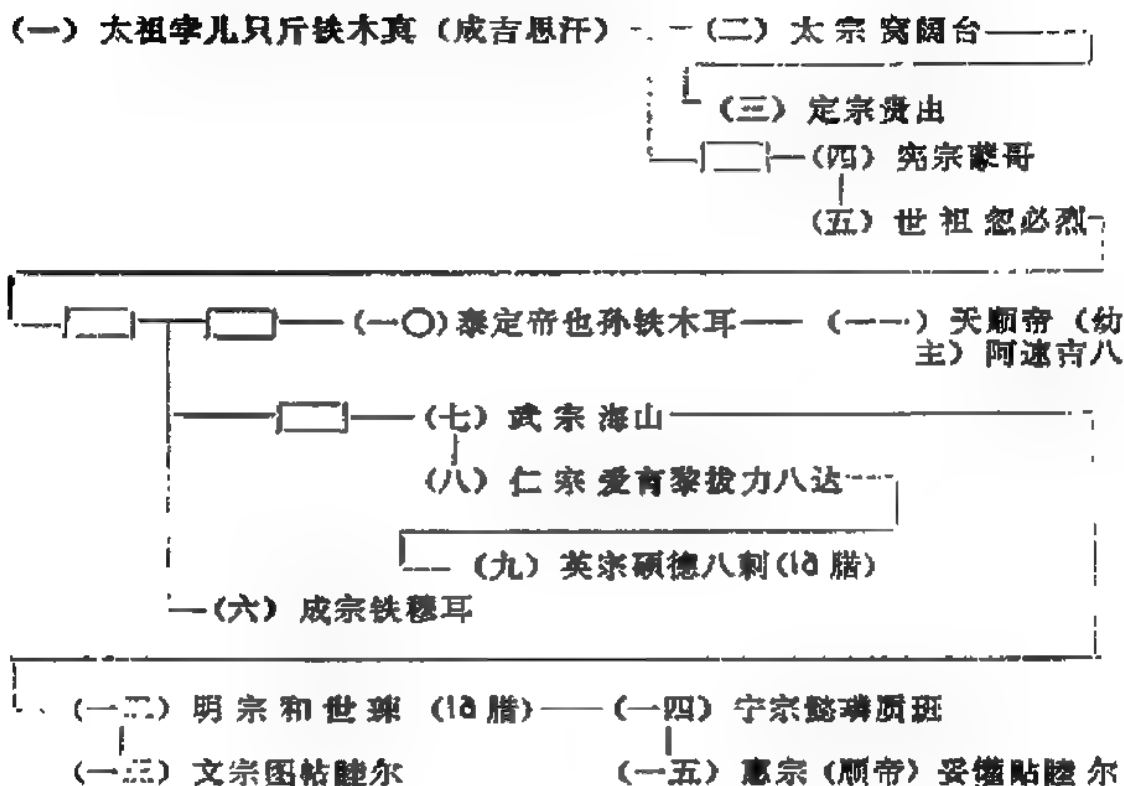 （一）太祖孛儿只斤铁木真（成吉思汗）（二）太宗窝阔台
（三）定宗贵由
（四）宪宗蒙哥
（五）世祖忽必烈
（一〇）泰定帝也孙铁木耳（一一）天顺帝（幼
主）阿速吉八
（七）武宗海山
（八）仁宗爱育黎拔力八达
（九）英宗硕德八剌(là 腊)
（六）成宗铁穆耳
（一二）明宗和世㻋（là 腊）（一四）宁宗懿璘质班
（一三）文宗图帖睦尔（一五）惠宗（顺帝）妥懽贴睦尔